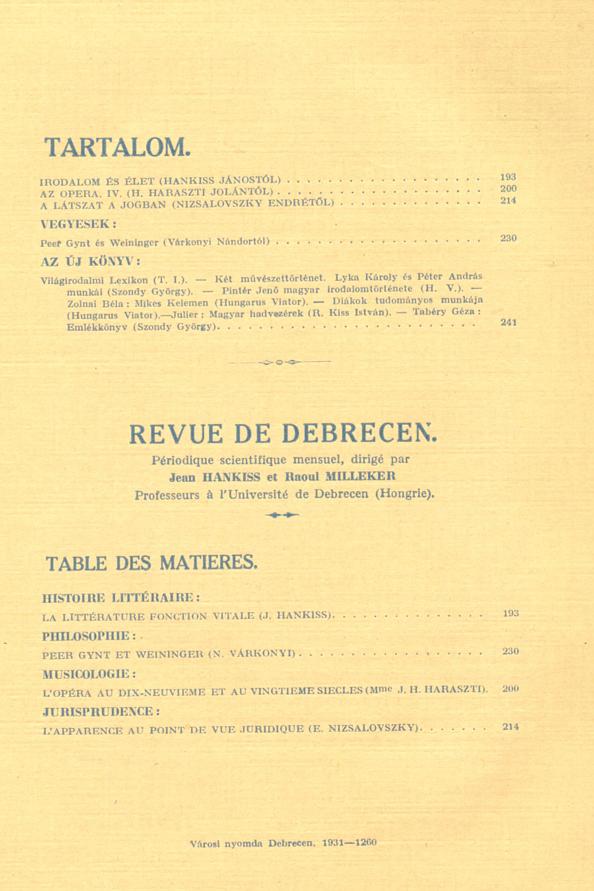 TARTALOM.
IRODALOM ÉS ÉLET (HANKISS JÁNOSTÓL) . . . . . . . . . . . . . . . . . . . 193
AZ OPERA. IV. (H. HARASZTI JOLÁNTÓL) . . . . . . . . . . . . . . . . . . . . 200
A LÁTSZAT A JOGBAN (NIZSALOVSZKY ENDRÉTŐL) . . . . . . . . . . . . . . 214
VEGYESEK :
Peer Gynt és Weininger (Várkonyi Nándortól) . . . . . . . . . . . . . . . . . . . . 230
AZ ÚJ KÖNYV :
Világirodalmi Lexikon (T. I.). — Két művészettörténet. Lyka Károly és Péter András
munkái (Szondy György). — Pintér Jenő magyar irodalomtörténete (H. V.). —
Zolnai Béla : Mikes Kelemen (Hungarus Viator). — Diákok tudományos munkája
(Hungarus Viator).—Julier : Magyar hadvezérek (R. Kiss István). — Tabéry Géza :
Emlékkönyv (Szondy György). . . . . . . . . . . . . . . . . . . . . . . . . 241
REVUE DE DEBRECEN.
Périodique scientifique mensuel, dirigé par
Jean HANKISS et Raoul MILLEKER
Professeurs à l'Université de Debrecen (Hongrie).
TABLE DES MATIERES.
HISTOIRE LITTÉRAIRE :
LA LITTÉRATURE FONCTION VITALE (J. HANKISS). . . . . . . . . . . . . . 193
PHILOSOPHIE :
PEER GYNT ET WEININGER (N. VÁRKONYI) . . . . . . . . . . . . . . . . . 230
MUSICOLOGIE :
L'OPÉRA AU DIX-NEUVIEME ET AU VINGTIEME SIECLES (Mme J. H. HARASZTI). 200
JURISPRUDENCE :
L'APPARENCE AU POINT DE VUE JURIDIQUE (E. NIZSALOVSZKY). . . . . . . 214
Városi nyomda Debrecen, 1931—1260